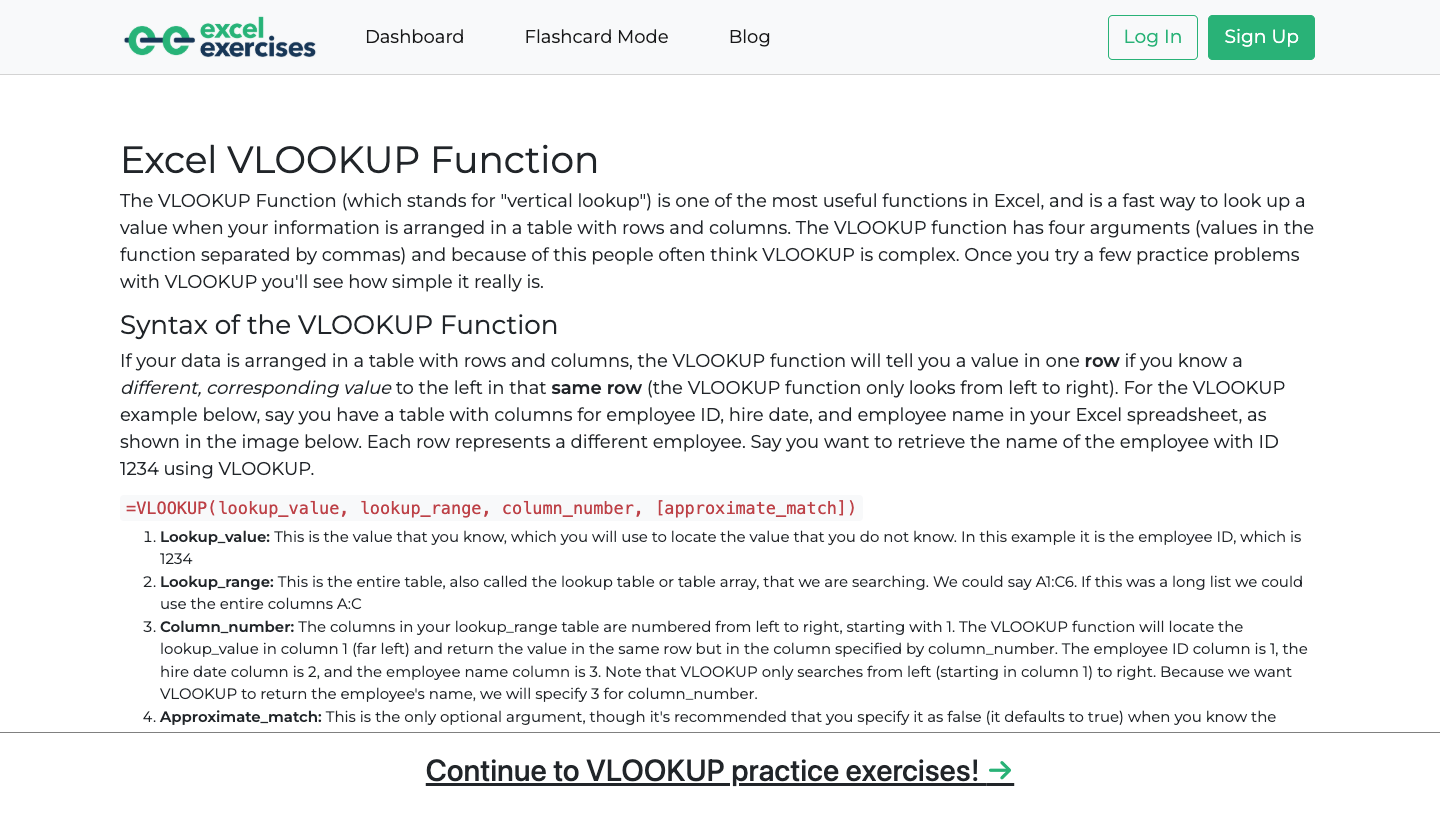 excel
exercises
Dashboard
Flashcard Mode
Blog
Log In
Sign Up
Excel VLOOKUP Function
The VLOOKUP Function (which stands for "vertical lookup") is one of the most useful functions in Excel, and is a fast way to look up a
value when your information is arranged in a table with rows and columns. The VLOOKUP function has four arguments (values in the
function separated by commas) and because of this people often think VLOOKUP is complex. Once you try a few practice problems
with VLOOKUP you'll see how simple it really is.
Syntax of the VLOOKUP Function
If your data is arranged in a table with rows and columns, the VLOOKUP function will tell you a value in one row if you know a
different, corresponding value to the left in that same row (the VLOOKUP function only looks from left to right). For the VLOOKUP
example below, say you have a table with columns for employee ID, hire date, and employee name in your Excel spreadsheet, as
shown in the image below. Each row represents a different employee. Say you want to retrieve the name of the employee with ID
1234 using VLOOKUP.
=VLOOKUP(lookup_value, lookup_range, column_number, [approximate_match])
1. Lookup_value: This is the value that you know, which you will use to locate the value that you do not know. In this example it is the employee ID, which is
1234
2. Lookup_range: This is the entire table, also called the lookup table or table array, that we are searching. We could say A1:C6. If this was a long list we could
use the entire columns A:C
3. Column_number: The columns in your lookup_range table are numbered from left to right, starting with 1. The VLOOKUP function will locate the
lookup_value in column 1 (far left) and return the value in the same row but in the column specified by column_number. The employee ID column is 1, the
hire date column is 2, and the employee name column is 3. Note that VLOOKUP only searches from left (starting in column 1) to right. Because we want
VLOOKUP to return the employee's name, we will specify 3 for column_number.
4. Approximate_match: This is the only optional argument, though it's recommended that you specify it as false (it defaults to true) when you know the
Continue to VLOOKUP practice exercises! →